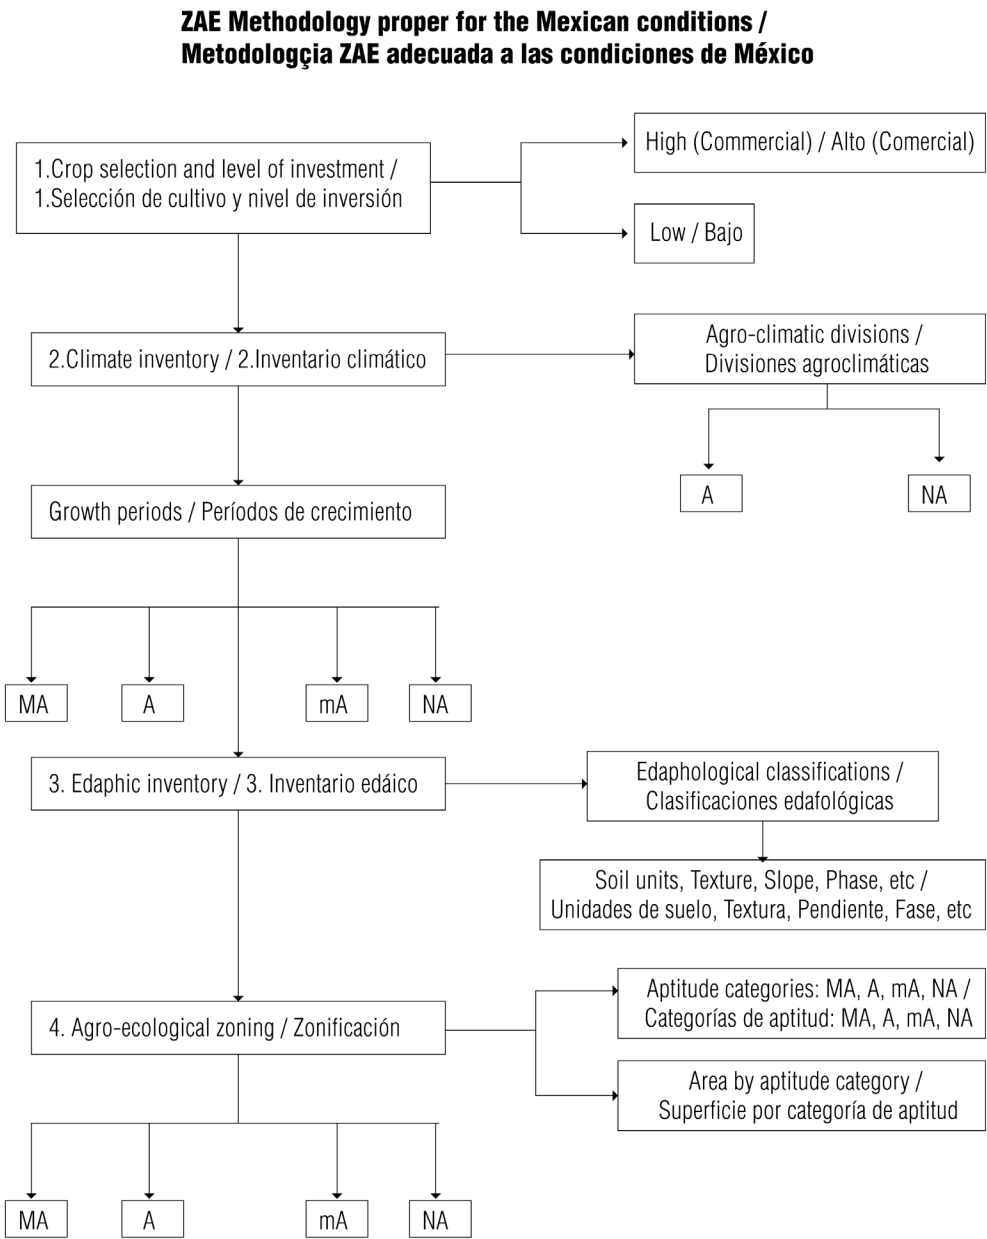 ZAE Methodology proper for the Mexican conditions /
Metodologçia ZAE adecuada a las condiciones de México
High (Commercial) / Alto (Comercial)
1.Crop selection and level of investment /
1.Selección de cultivo y nivel de inversión
Low / Bajo
Agro-climatic divisions /
Divisiones agroclimáticas
2.Climate inventory / 2.Inventario climático
A
NA
Growth periods / Períodos de crecimiento
MA
A
mA
NA
3. Edaphic inventory / 3. Inventario edáico
Edaphological classifications /
Clasificaciones edafológicas
Soil units, Texture, Slope, Phase, etc /
Unidades de suelo, Textura, Pendiente, Fase, etc
Aptitude categories: MA, A, mA, NA /
Categorías de aptitud: MA, A, mA, NA
4. Agro-ecological zoning / Zonificación
Area by aptitude category /
Superficie por categoría de aptitud
MA
A
mA
NA